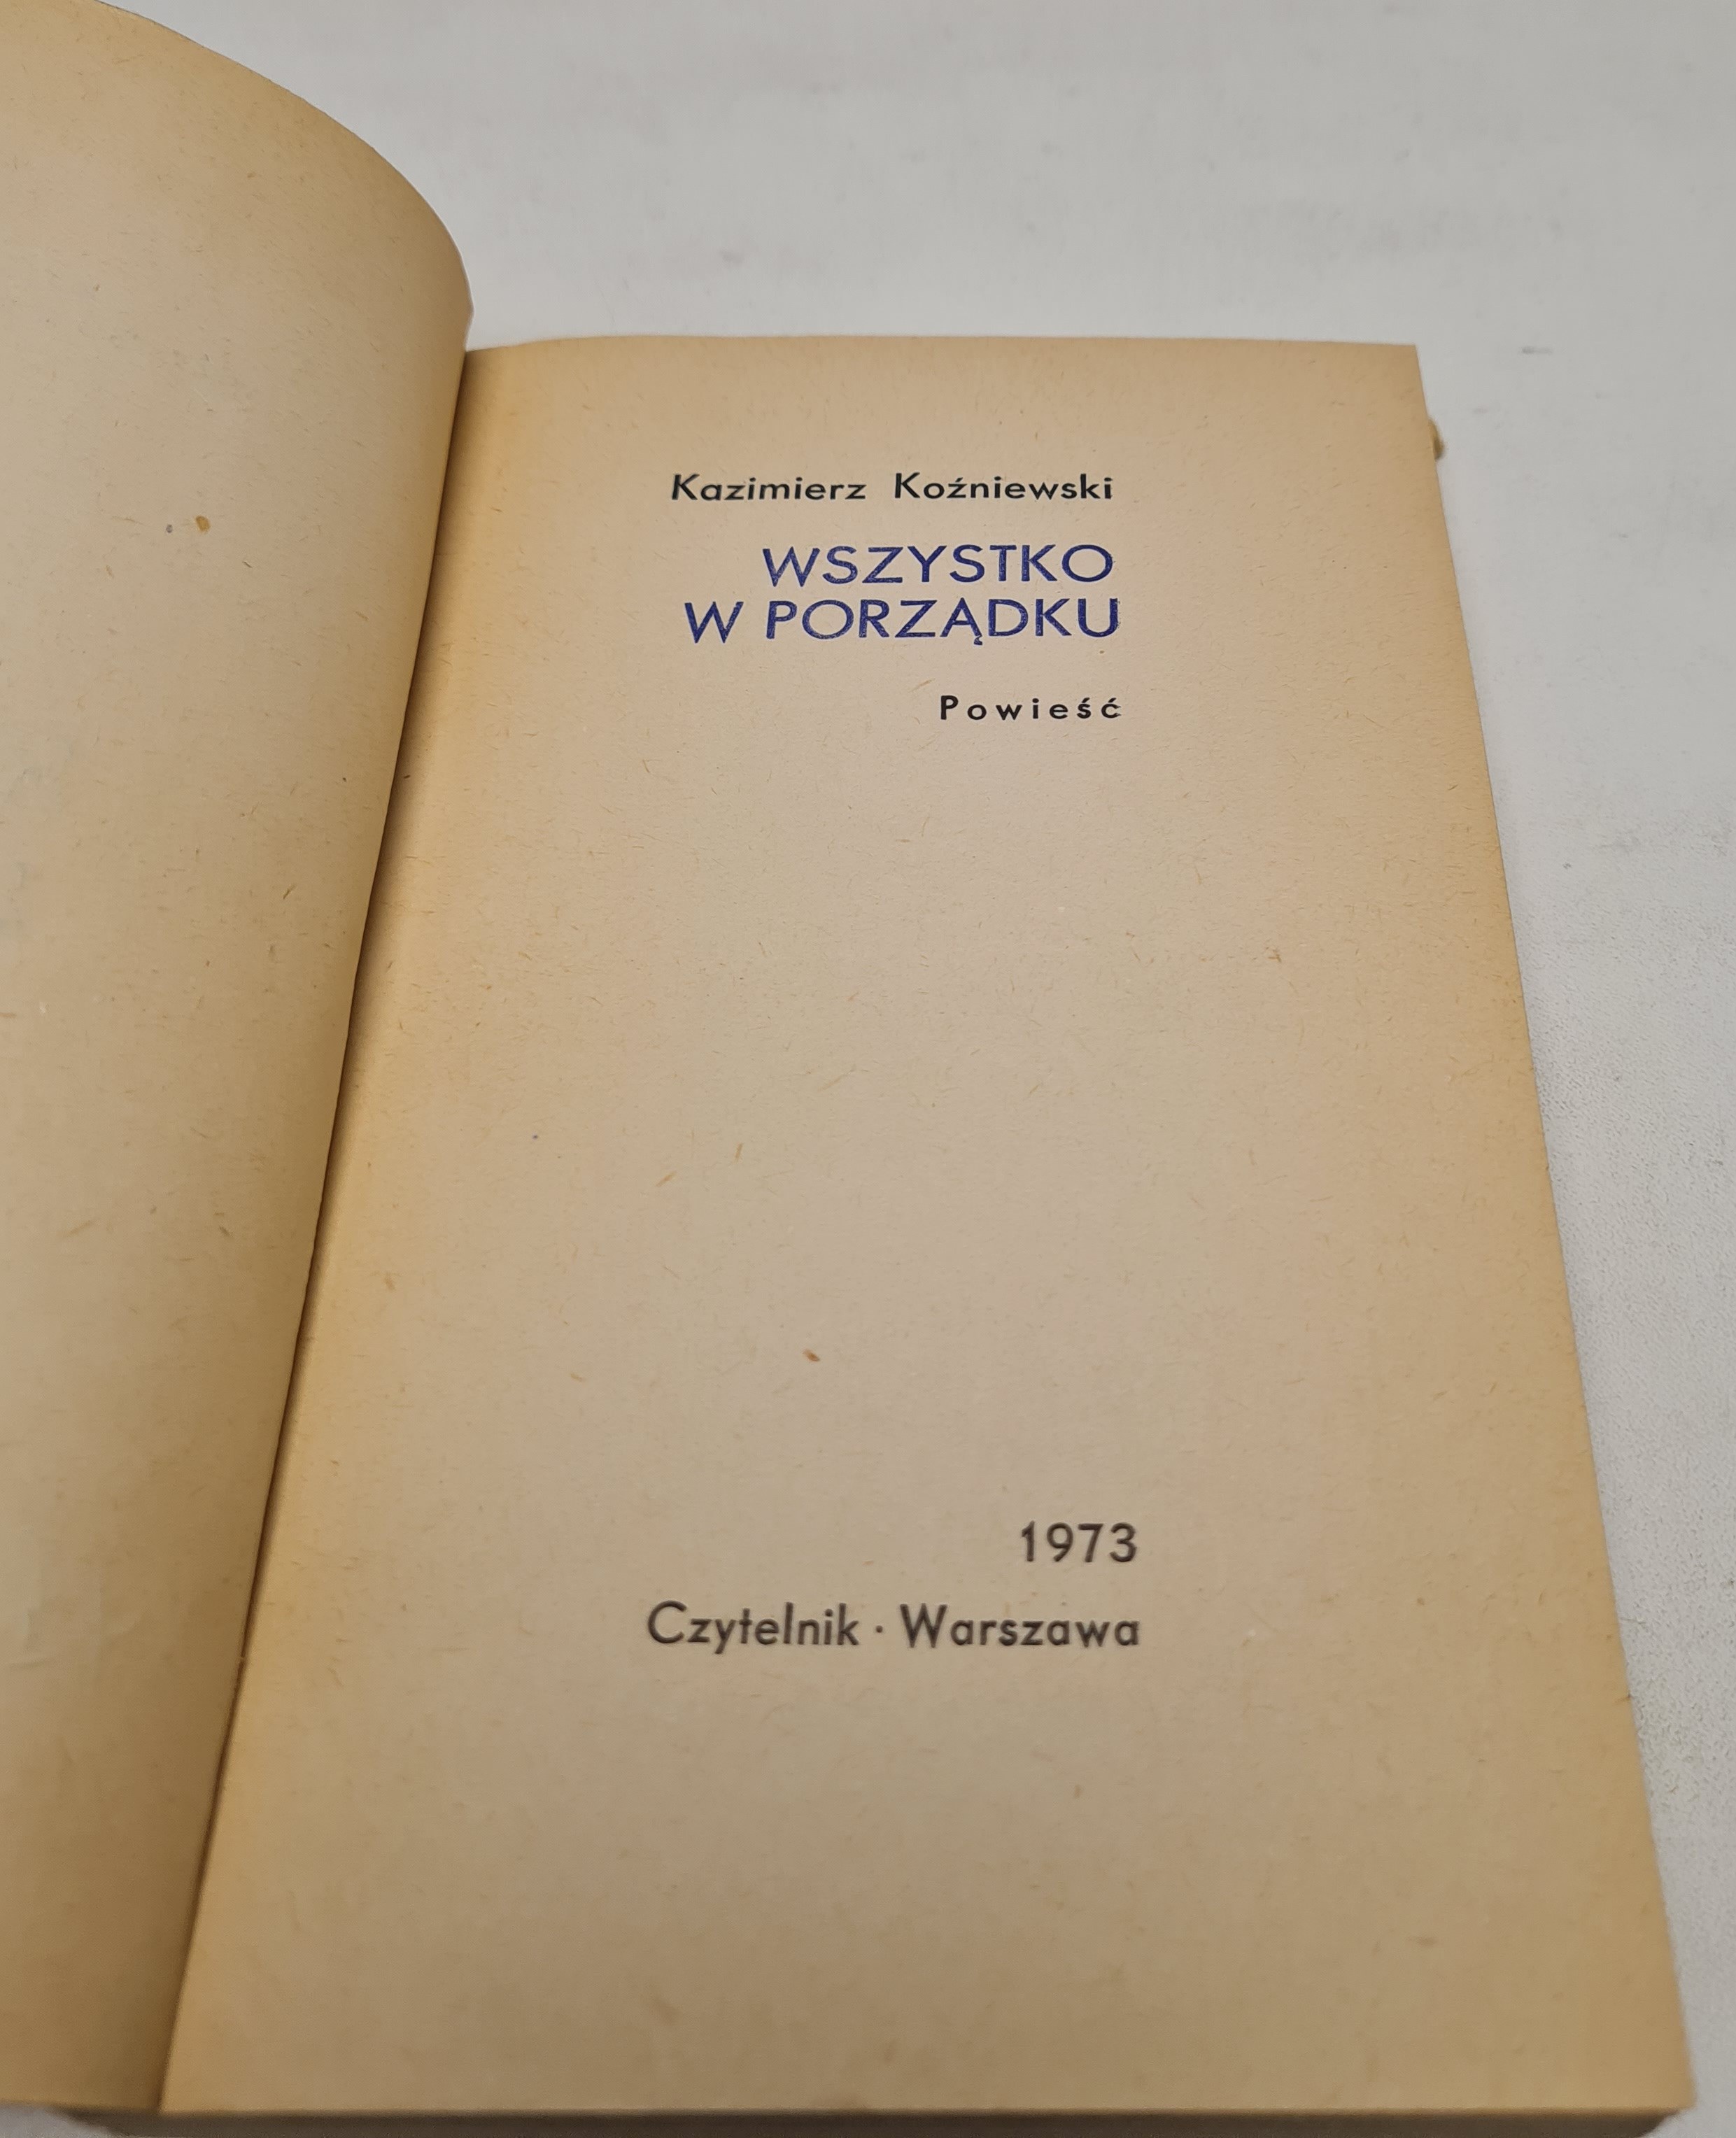 Kazimierz Koźniewski
WSZYSTKO
W PORZĄDKU
Powieść
1973
Czytelnik · Warszawa